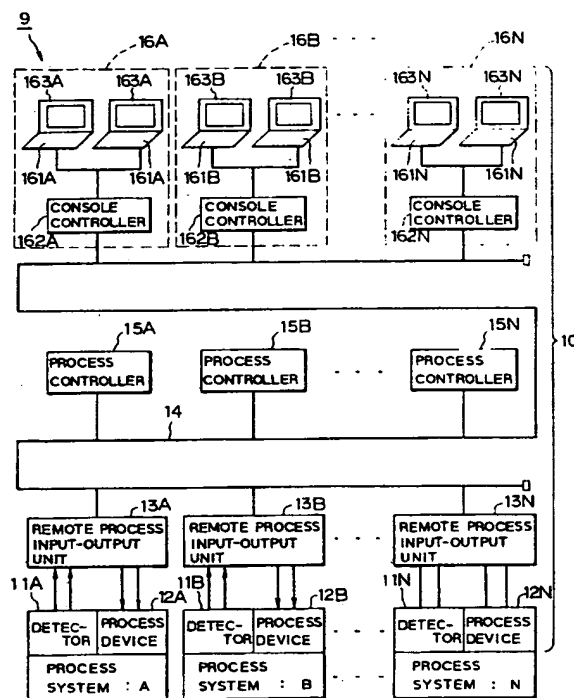 9
16A
16B
16N
163A
163A
163B
163B
163N
163N
161A
161A
161B
161B
161N
161N
CONSOLE
CONTROLLER
CONSOLE
CONTROLLER
CONSOLE
CONTROLLER
162A
162B
162N
10
15A
15B
15N
PROCESS
CONTROLLER
PROCESS
CONTROLLER
PROCESS
CONTROLLER
14
13A
13B
13N
REMOTE PROCESS
INPUT-OUTPUT
UNIT
REMOTE PROCESS
INPUT-OUTPUT
UNIT
REMOTE PROCESS
INPUT-OUTPUT
UNIT
11A
12A
11B
12B
11N
12N
DETEC-
TOR
PROCESS
DEVICE
DETEC-
TOR
PROCESS
DEVICE
DETEC-
TOR
PROCESS
DEVICE
PROCESS
SYSTEM : A
PROCESS
SYSTEM : B
PROCESS
SYSTEM : N